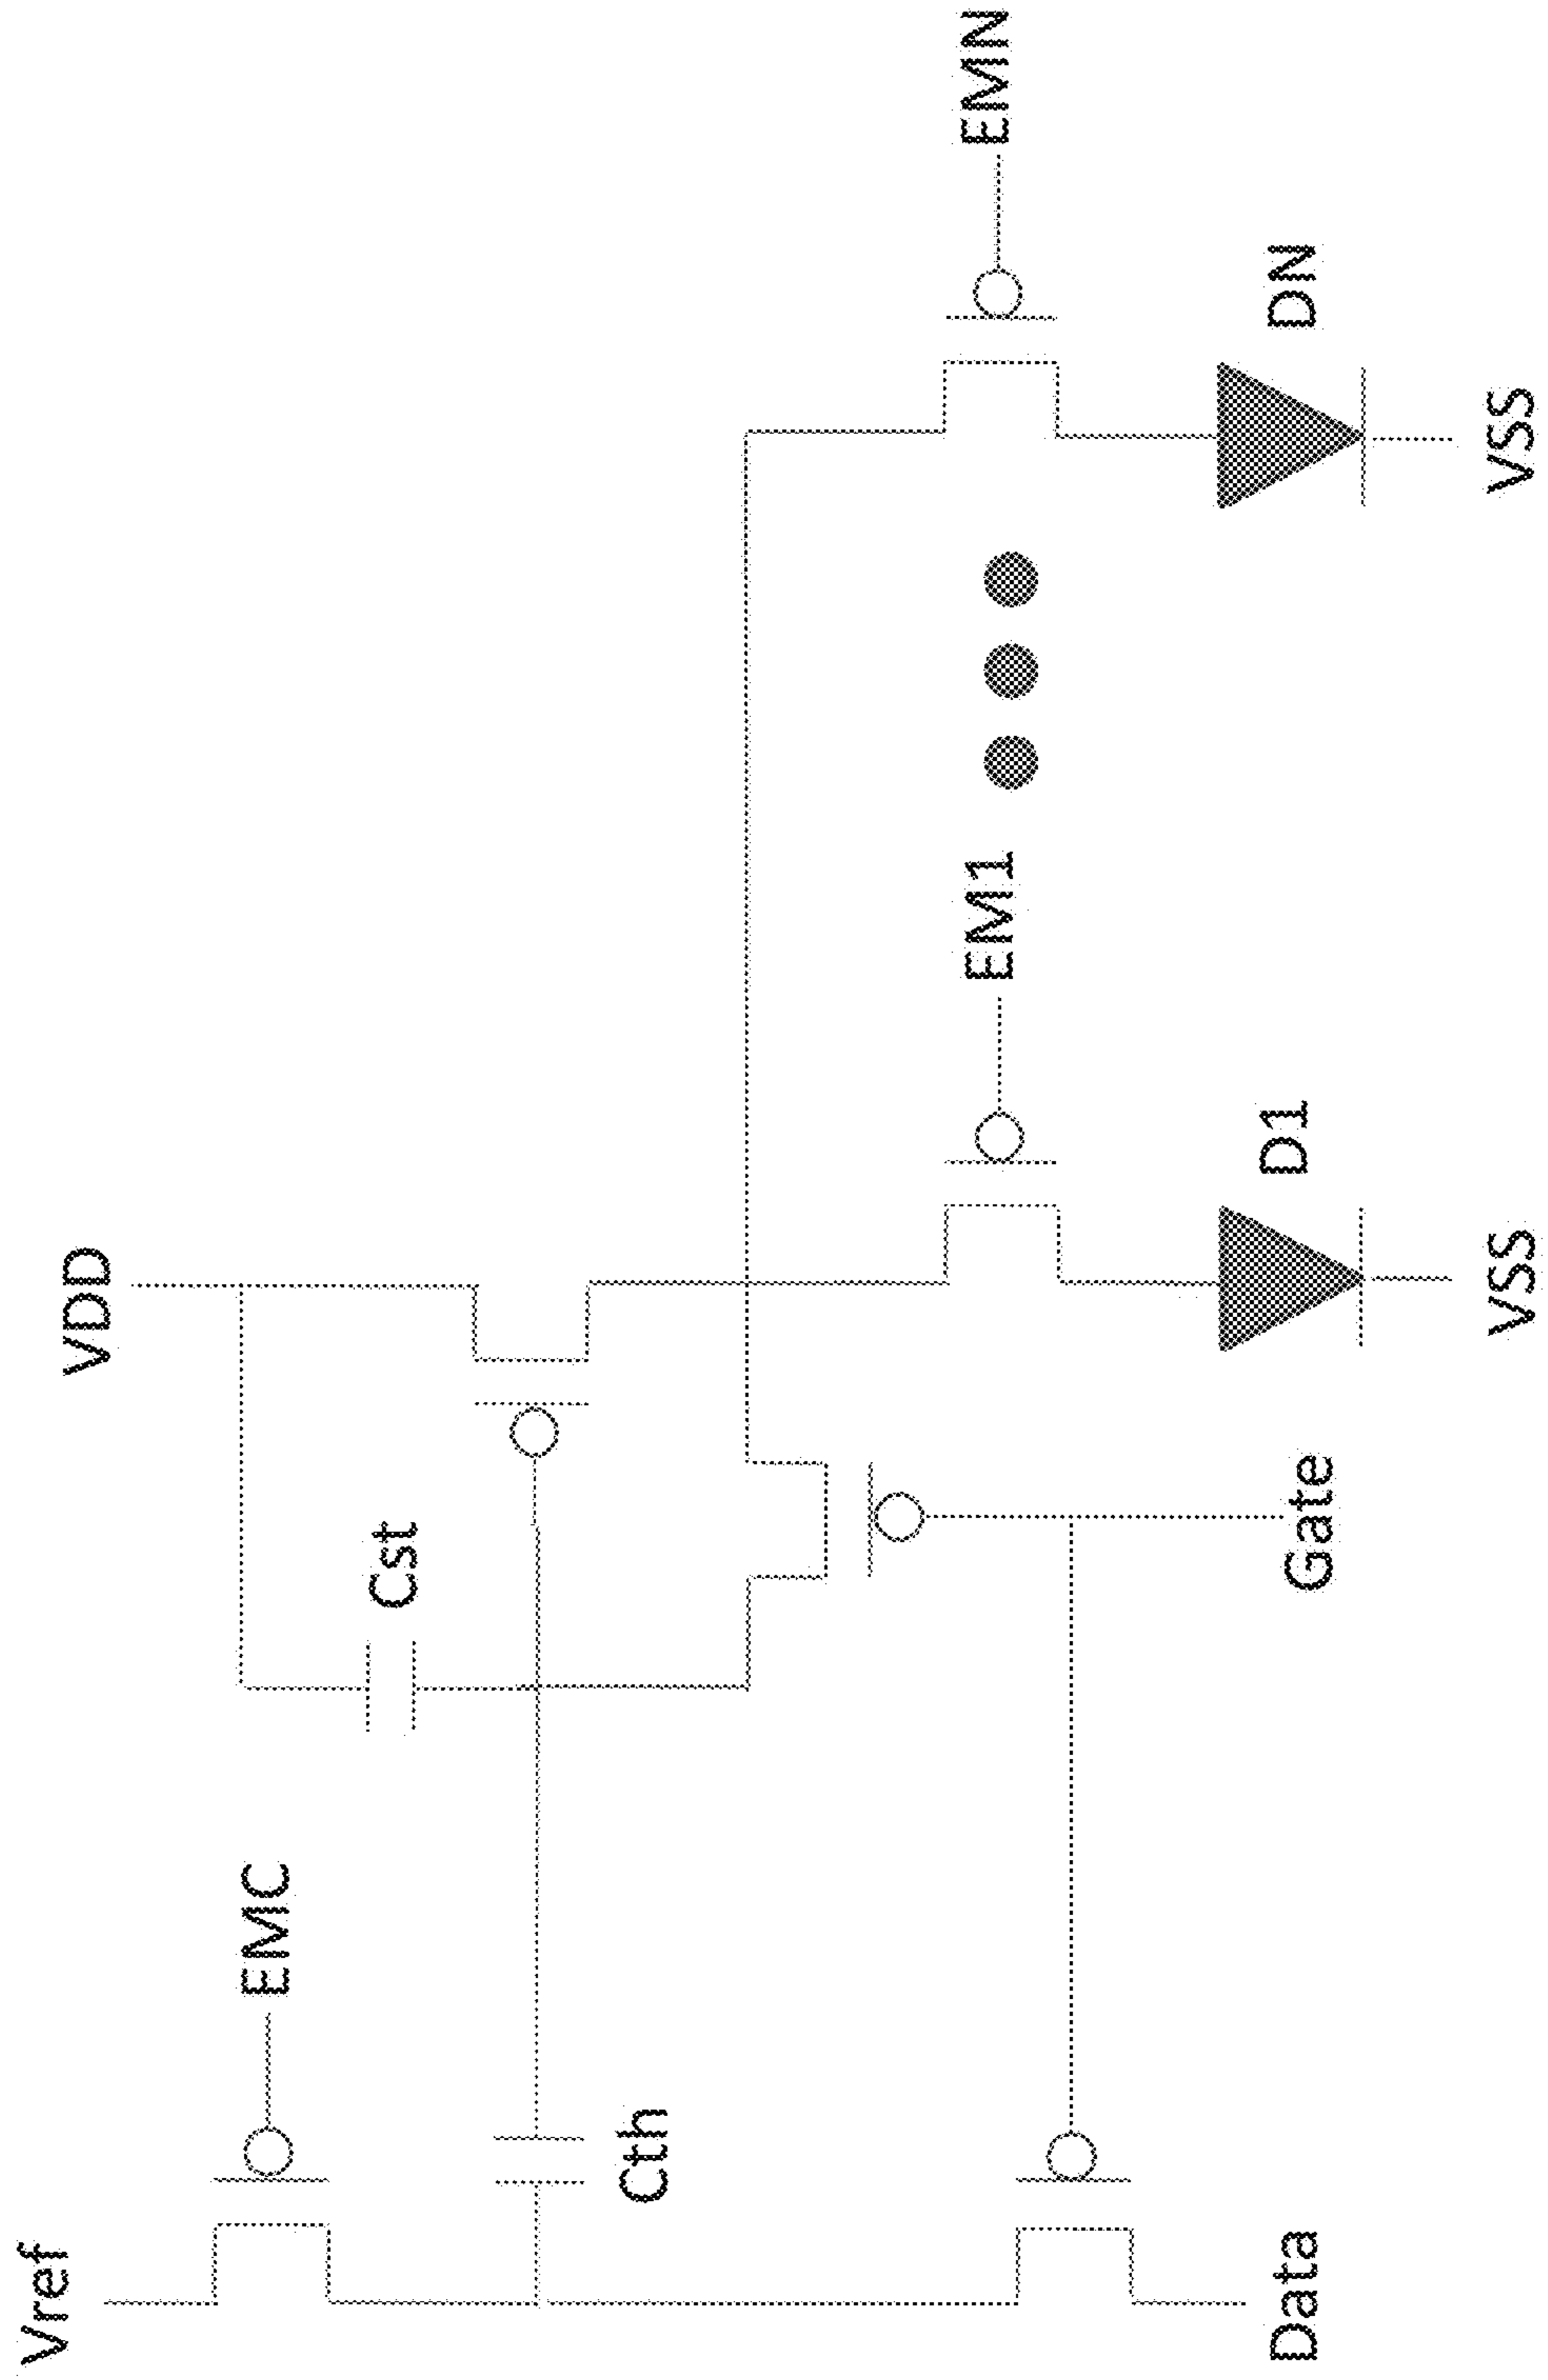 Vref
VDD
EMC
Cst
Cth
EM1
EMN
Data
Gate
D1
DN
VSS
VSS